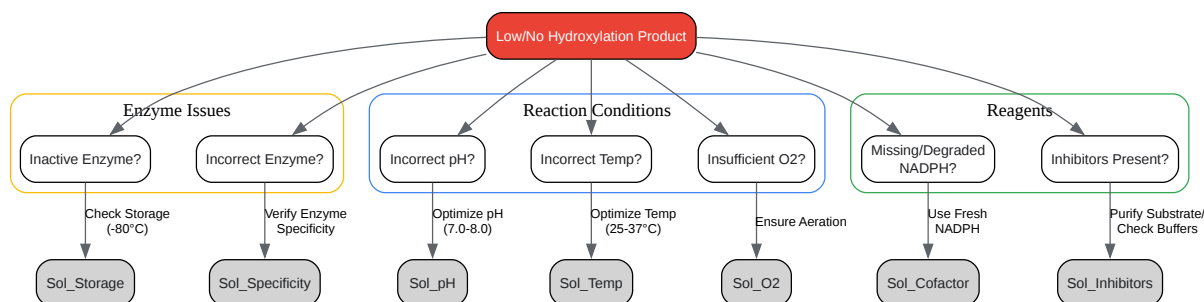 Low/No Hydroxylation Product
Enzyme Issues
Reaction Conditions
Reagents
Inactive Enzyme?
Incorrect Enzyme?
Incorrect pH?
Incorrect Temp?
Insufficient O2?
Missing/Degraded
NADPH?
Inhibitors Present?
Check Storage
(-80°C)
Verify Enzyme
Specificity
Optimize pH
(7.0-8.0)
Optimize Temp
(25-37°C)
Ensure Aeration
Use Fresh
NADPH
Purify Substrate/
Check Buffers
Sol_Storage
Sol_Specificity
Sol_pH
Sol_Temp
Sol_O2
Sol_Cofactor
Sol_Inhibitors